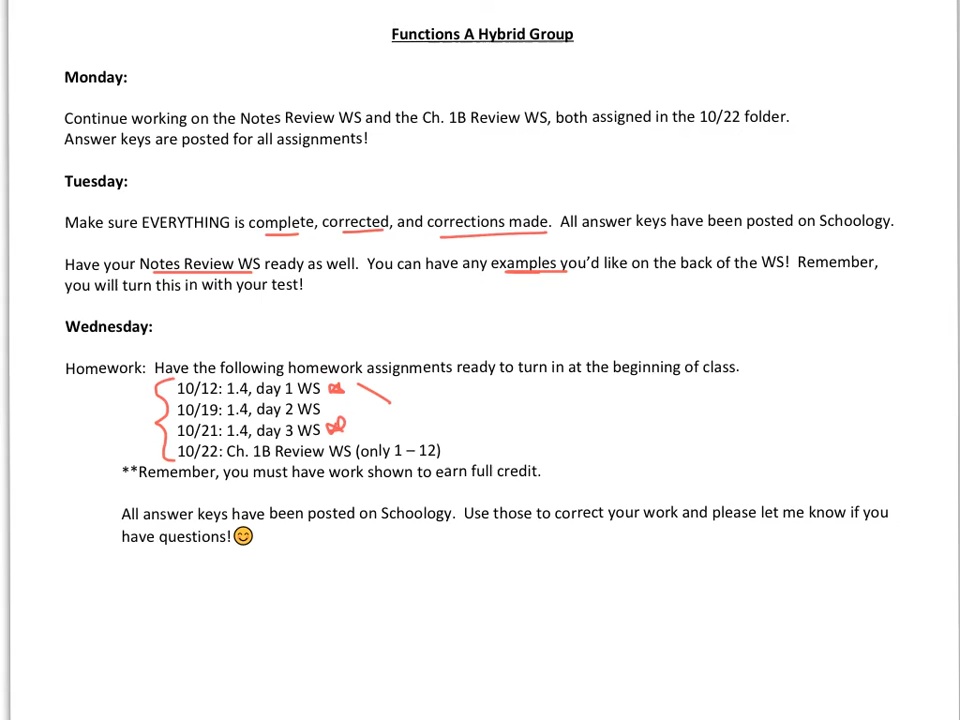 Functions A Hybrid Group
Monday:
Continue working on the Notes Review WS and the Ch. 1B Review WS, both assigned in the 10/22 folder.
Answer keys are posted for all assignments!
Tuesday:
Make sure EVERYTHING is complete, corrected, and corrections made.  All answer keys have been posted on Schoology.
Have your Notes Review WS ready as well.  You can have any examples you’d like on the back of the WS!  Remember,
you will turn this in with your test!
Wednesday:
Homework:  Have the following homework assignments ready to turn in at the beginning of class.
10/12: 1.4, day 1 WS
10/19: 1.4, day 2 WS
10/21: 1.4, day 3 WS
10/22: Ch. 1B Review WS (only 1 – 12)
**Remember, you must have work shown to earn full credit.
All answer keys have been posted on Schoology.  Use those to correct your work and please let me know if you
have questions!😊